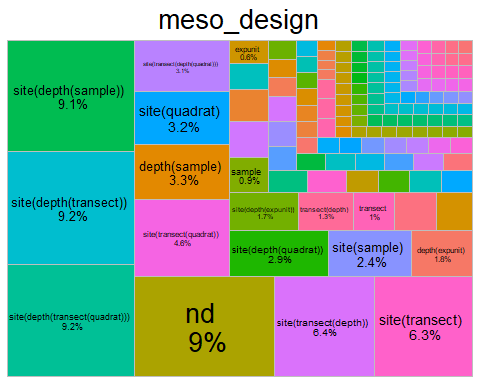 meso_design
site(depth(sample))
9.1%
site(depth(transect))
9.2%
site(depth(transect(quadrat)))
9.2%
site(transect(depth(quadrat)))
3.1%
site(quadrat)
3.2%
depth(sample)
3.3%
site(transect(quadrat))
4.6%
nd
9%
expunit
0.6%
sample
0.9%
site(depth(expunit))
1.7%
transect(depth)
1.3%
transect
1%
site(depth(quadrat))
2.9%
site(sample)
2.4%
depth(expunit)
1.8%
site(transect(depth))
6.4%
site(transect)
6.3%